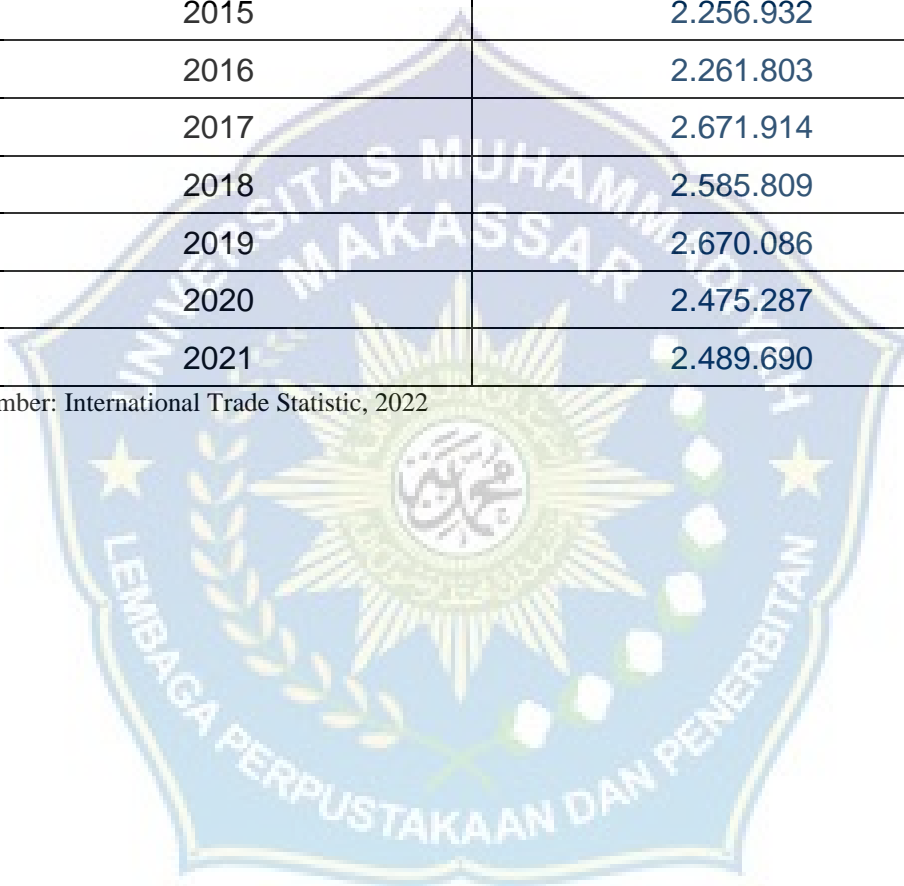 2015 2.256.932
2016 2.261.803
2017 2.671.914
2018 2.585.809
2019 2.670.086
2020 2.475.287
2021 2.489.690
mber: International Trade Statistic, 2022
UNIVERSITAS MUHAMMADIYAH
MAKASSAR
LEMBAGA PERPUSTAKAAN DAN PENERBITAN